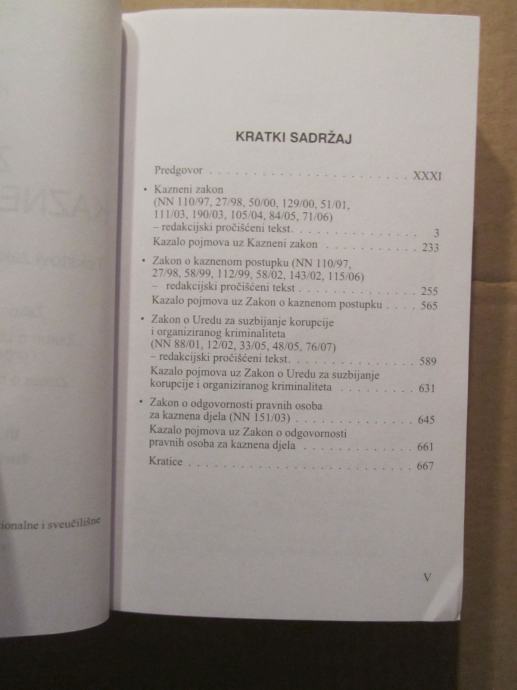 KRATKI SADRŽAJ
Predgovor . . . . . . . . . . . . . . . . . . . . . . . . XXXI
• Kazneni zakon
(NN 110/97, 27/98, 50/00, 129/00, 51/01,
111/03, 190/03, 105/04, 84/05, 71/06)
– redakcijski pročišćeni tekst. . . . . . . . . . . . . . . . 3
Kazalo pojmova uz Kazneni zakon . . . . . . . . . . . 233
• Zakon o kaznenom postupku (NN 110/97,
27/98, 58/99, 112/99, 58/02, 143/02, 115/06)
– redakcijski pročišćeni tekst . . . . . . . . . . . . . . 255
Kazalo pojmova uz Zakon o kaznenom postupku . . . . 565
• Zakon o Uredu za suzbijanje korupcije
i organiziranog kriminaliteta
(NN 88/01, 12/02, 33/05, 48/05, 76/07)
– redakcijski pročišćeni tekst. . . . . . . . . . . . . . . 589
Kazalo pojmova uz Zakon o Uredu za suzbijanje
korupcije i organiziranog kriminaliteta . . . . . . . . . 631
• Zakon o odgovornosti pravnih osoba
za kaznena djela (NN 151/03) . . . . . . . . . . . . . . 645
Kazalo pojmova uz Zakon o odgovornosti
pravnih osoba za kaznena djela . . . . . . . . . . . . . 661
Kratice . . . . . . . . . . . . . . . . . . . . . . . . . . 667
i sveučilišne
V